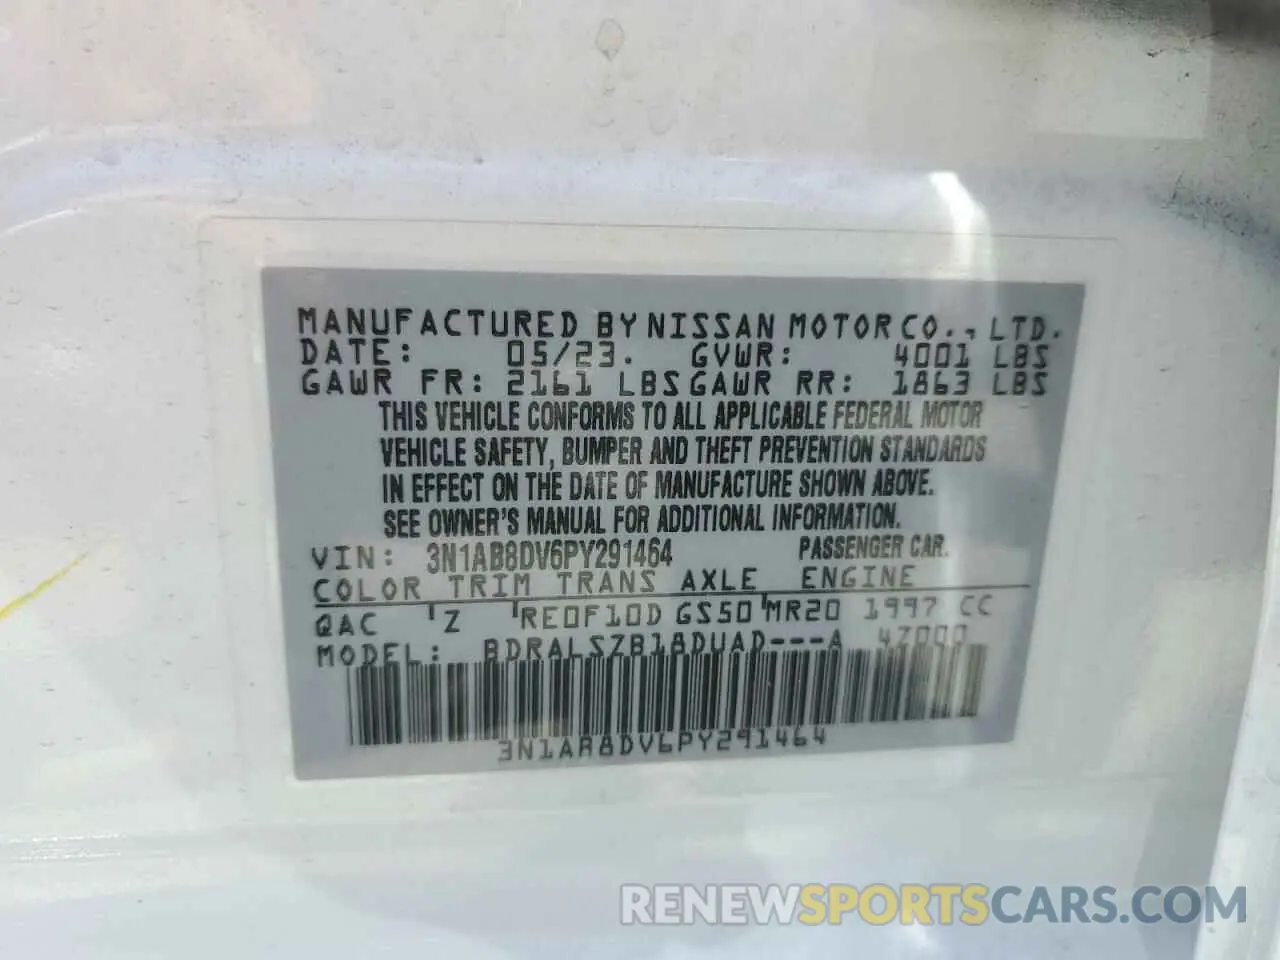 MANUFACTURED BY NISSAN MOTOR CO., LTD.
DATE: 05/23. GVWR: 4001 LBS
GAWR FR: 2161 LBS GAWR RR: 1863 LBS
THIS VEHICLE CONFORMS TO ALL APPLICABLE FEDERAL MOTOR
VEHICLE SAFETY, BUMPER AND THEFT PREVENTION STANDARDS
IN EFFECT ON THE DATE OF MANUFACTURE SHOWN ABOVE.
SEE OWNER'S MANUAL FOR ADDITIONAL INFORMATION.
VIN: 3N1AB8DV6PY291464 PASSENGER CAR.
COLOR TRIM TRANS AXLE ENGINE
QAC Z RE0F10D GS50 MR20 1997 CC
MODEL: BDRALSZB18DUAD---A 4Z000
3N1AB8DV6PY291464
RENEWSPORTSCARS.COM